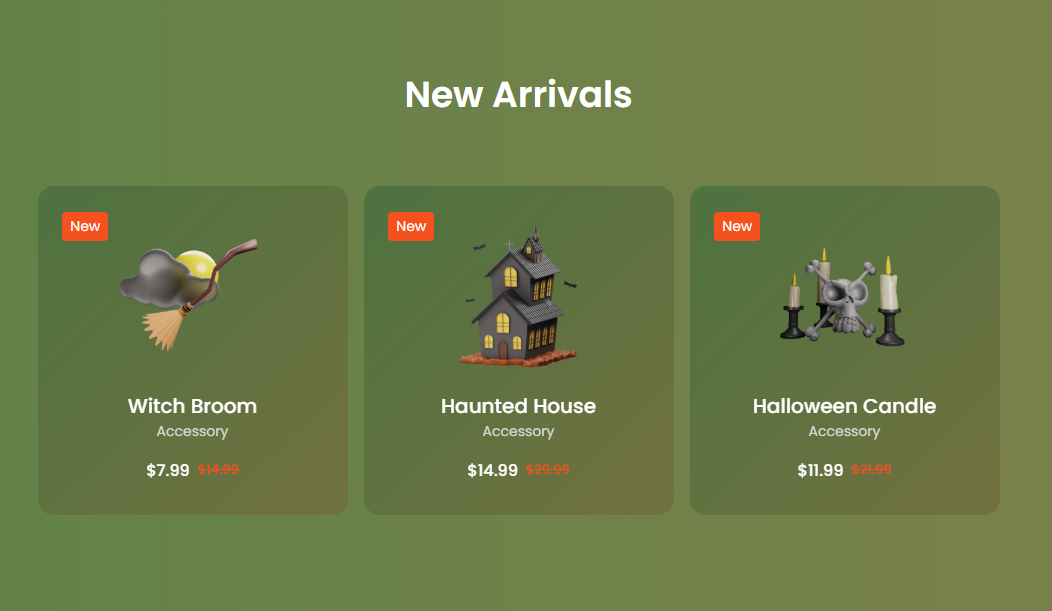 New Arrivals
New
New
New
Witch Broom
Haunted House
Halloween Candle
Accessory
Accessory
Accessory
$7.99 $14.99
$14.99 $29.99
$11.99 $21.99